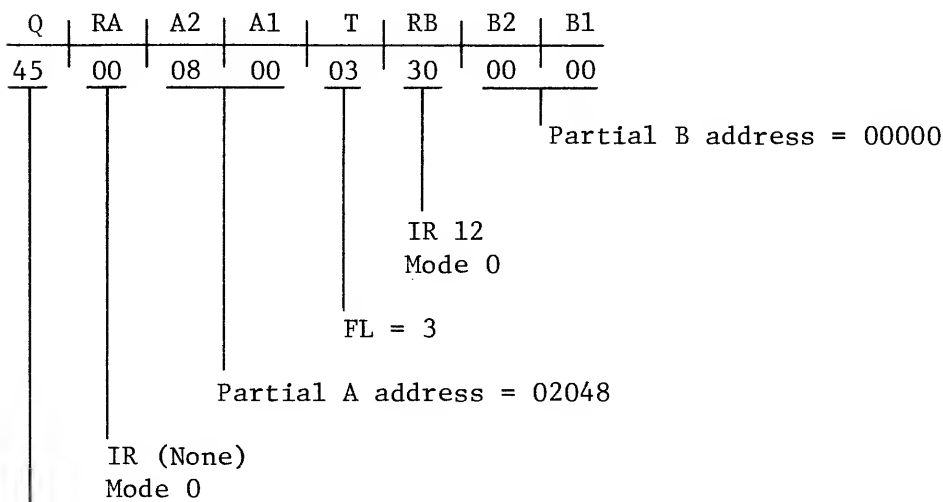 Q RA A2 A1 T RB B2 B1
45 00 08 00 03 30 00 00
Partial B address = 00000
IR 12
Mode 0
FL = 3
Partial A address = 02048
IR (None)
Mode 0